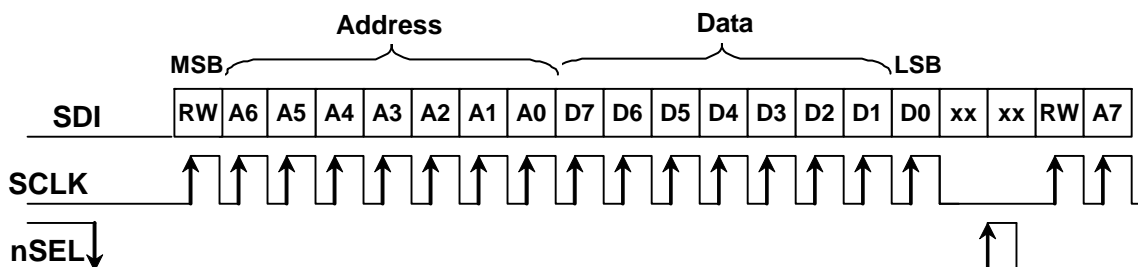 Address Data
MSB LSB
SDI RW A6 A5 A4 A3 A2 A1 A0 D7 D6 D5 D4 D3 D2 D1 D0 xx xx RW A7
SCLK
nSEL